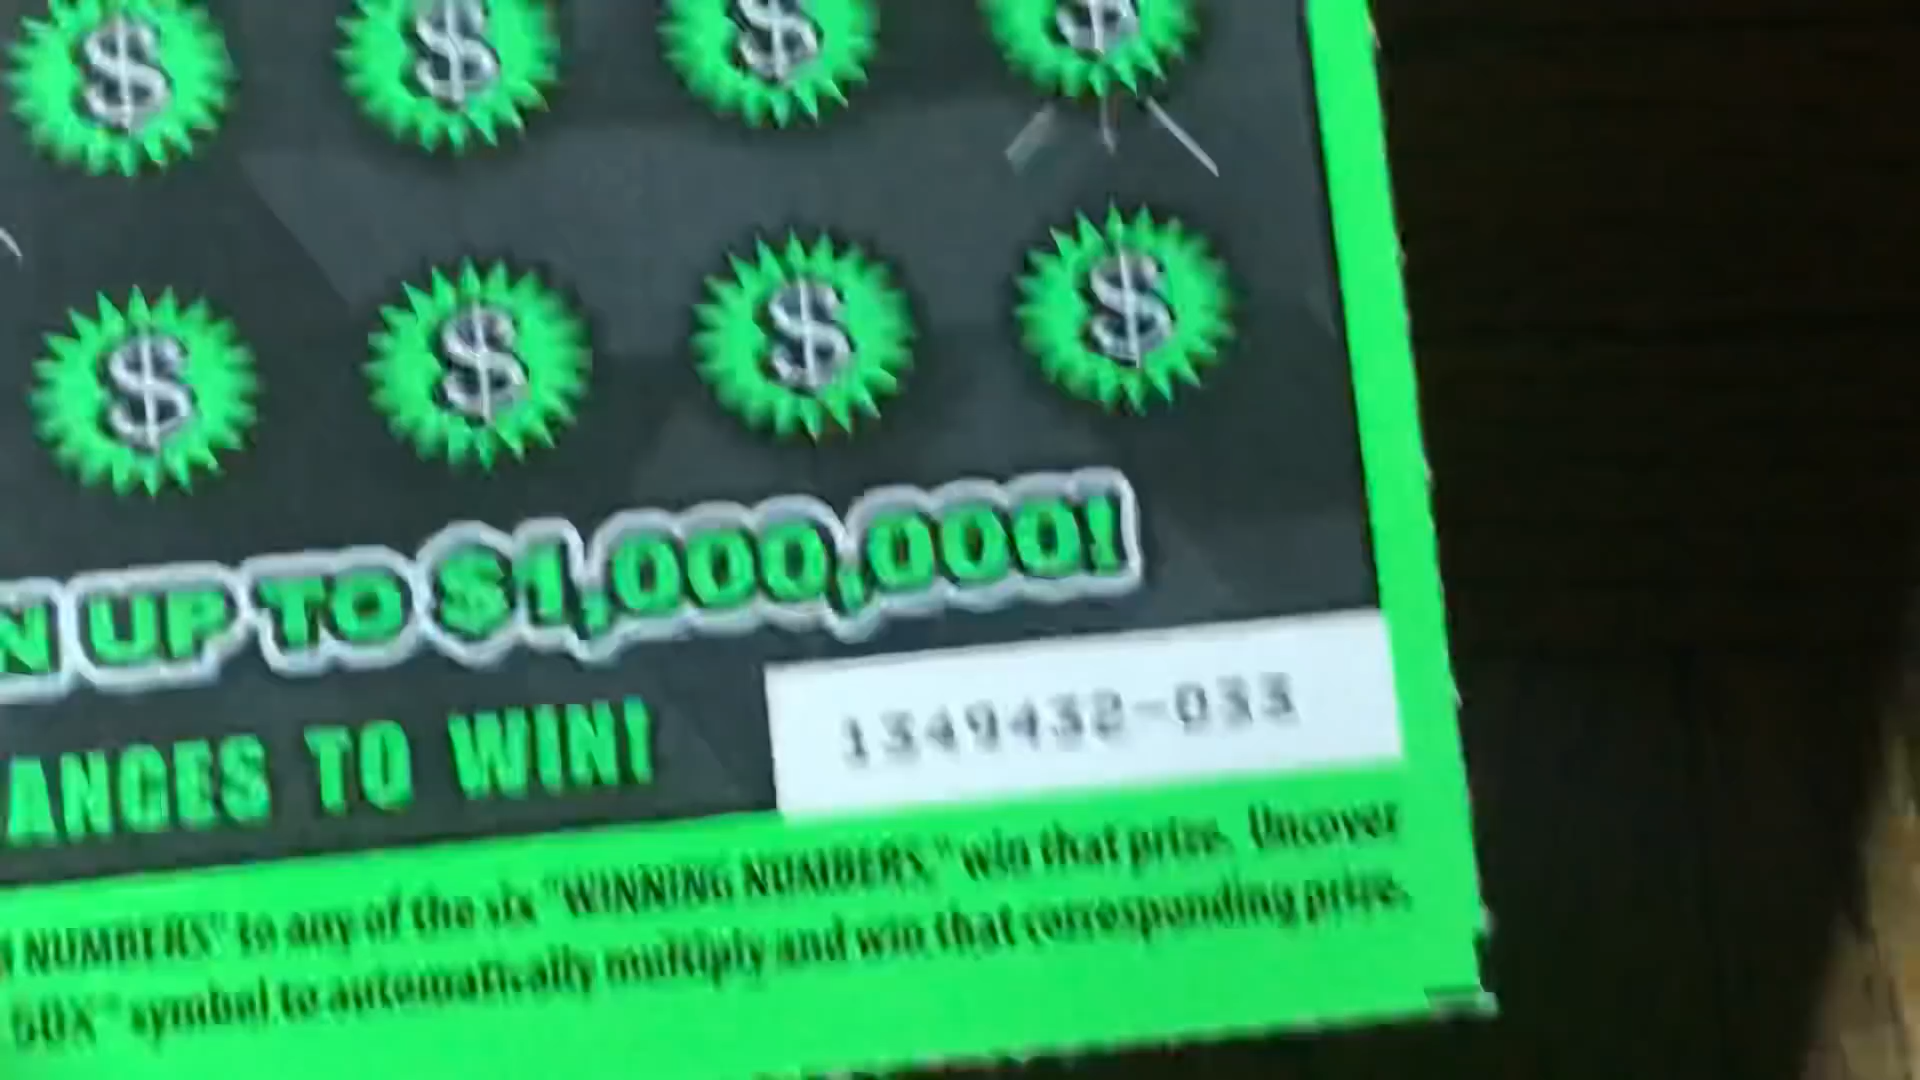 $ $ $ $
$ $ $ $
UP TO $1,000,000!
TO WIN!
1349432-033
NUMBERS" to any of the six "WINNING NUMBERS," win that prize. Uncover
50X" symbol to automatically multiply and win that corresponding prize.